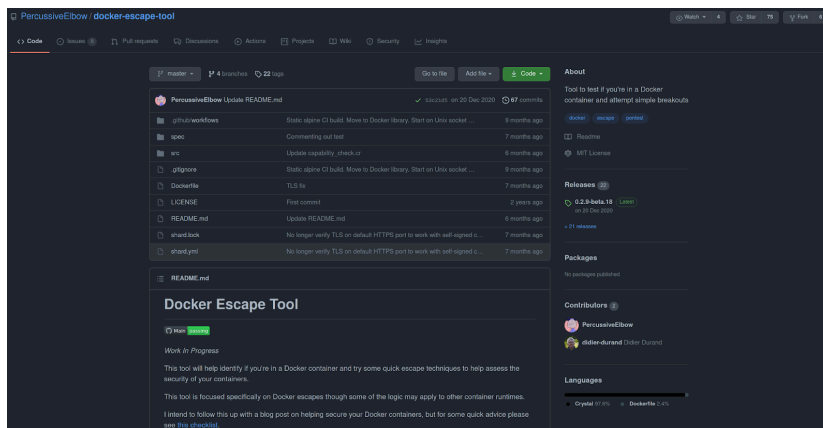 PercussiveElbow / docker-escape-tool
Watch 4 Star 75 Fork
Code Issues Pull requests Discussions Actions Projects Wiki Security Insights
master 4 branches 22 tags Go to file Add file Code
PercussiveElbow Update README.md on 20 Dec 2020 67 commits
.github/workflows Static alpine CI build. Move to Docker library. Start on Unix socket ... 9 months ago
spec Commenting out test 7 months ago
src Update capability_check.cr 6 months ago
.gitignore Static alpine CI build. Move to Docker library. Start on Unix socket ... 9 months ago
Dockerfile TLS fix 7 months ago
LICENSE First commit 2 years ago
README.md Update README.md 6 months ago
shard.lock No longer verify TLS on default HTTPS port to work with self-signed c... 7 months ago
shard.yml No longer verify TLS on default HTTPS port to work with self-signed c... 7 months ago
README.md
Docker Escape Tool
Main passing
Work In Progress
This tool will help identify if you're in a Docker container and try some quick escape techniques to help assess the
security of your containers.
This tool is focused specifically on Docker escapes though some of the logic may apply to other container runtimes.
I intend to follow this up with a blog post on helping secure your Docker containers, but for some quick advice please
see this checklist.
About
Tool to test if you're in a Docker
container and attempt simple breakouts
docker escape pentest
Readme
MIT License
Releases 22
0.2.9-beta.18 Latest
on 20 Dec 2020
+ 21 releases
Packages
No packages published
Contributors 2
PercussiveElbow
didier-durand Didier Durand
Languages
Crystal 97.6% Dockerfile 2.4%